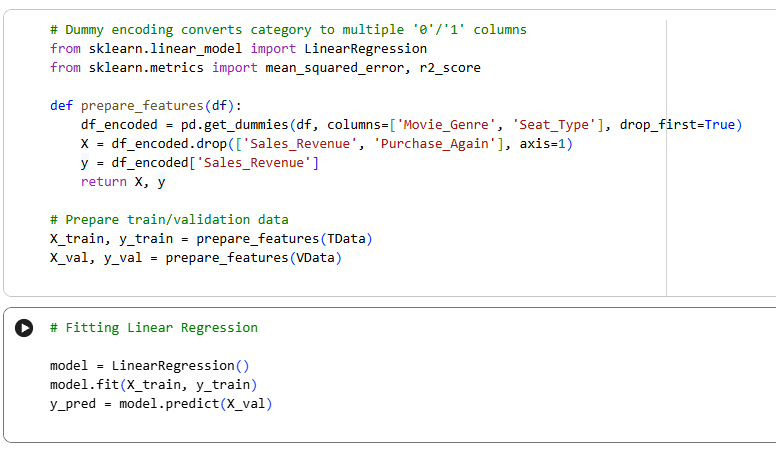 # Dummy encoding converts category to multiple '0'/'1' columns
from sklearn.linear_model import LinearRegression
from sklearn.metrics import mean_squared_error, r2_score
def prepare_features(df):
df_encoded = pd.get_dummies(df, columns=['Movie_Genre', 'Seat_Type'], drop_first=True)
X = df_encoded.drop(['Sales_Revenue', 'Purchase_Again'], axis=1)
y = df_encoded['Sales_Revenue']
return X, y
# Prepare train/validation data
X_train, y_train = prepare_features(TData)
X_val, y_val = prepare_features(VData)
# Fitting Linear Regression
model = LinearRegression()
model.fit(X_train, y_train)
y_pred = model.predict(X_val)